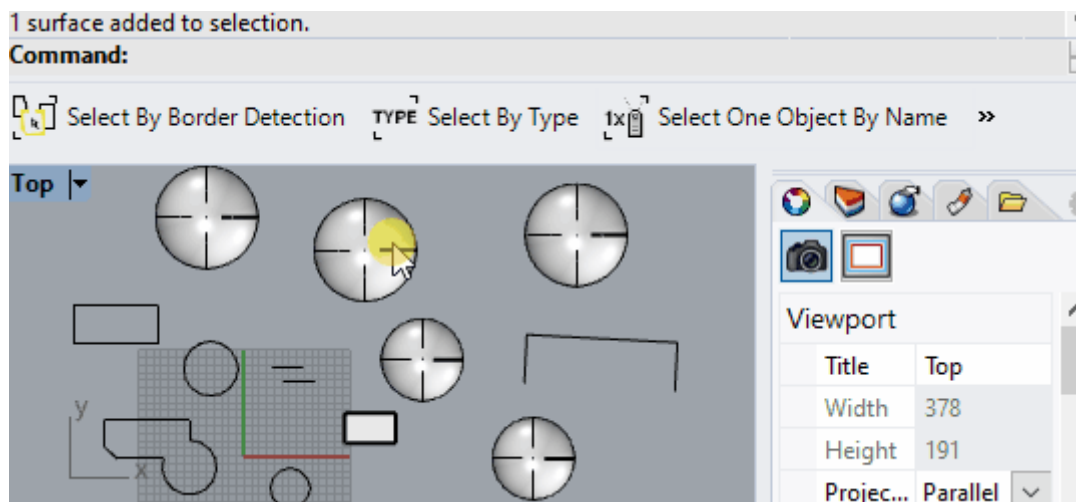 1 surface added to selection.
Command:
Select By Border Detection TYPE Select By Type 1x Select One Object By Name »
Top
Viewport
Title Top
Width 378
Height 191
Projec... Parallel
y
x